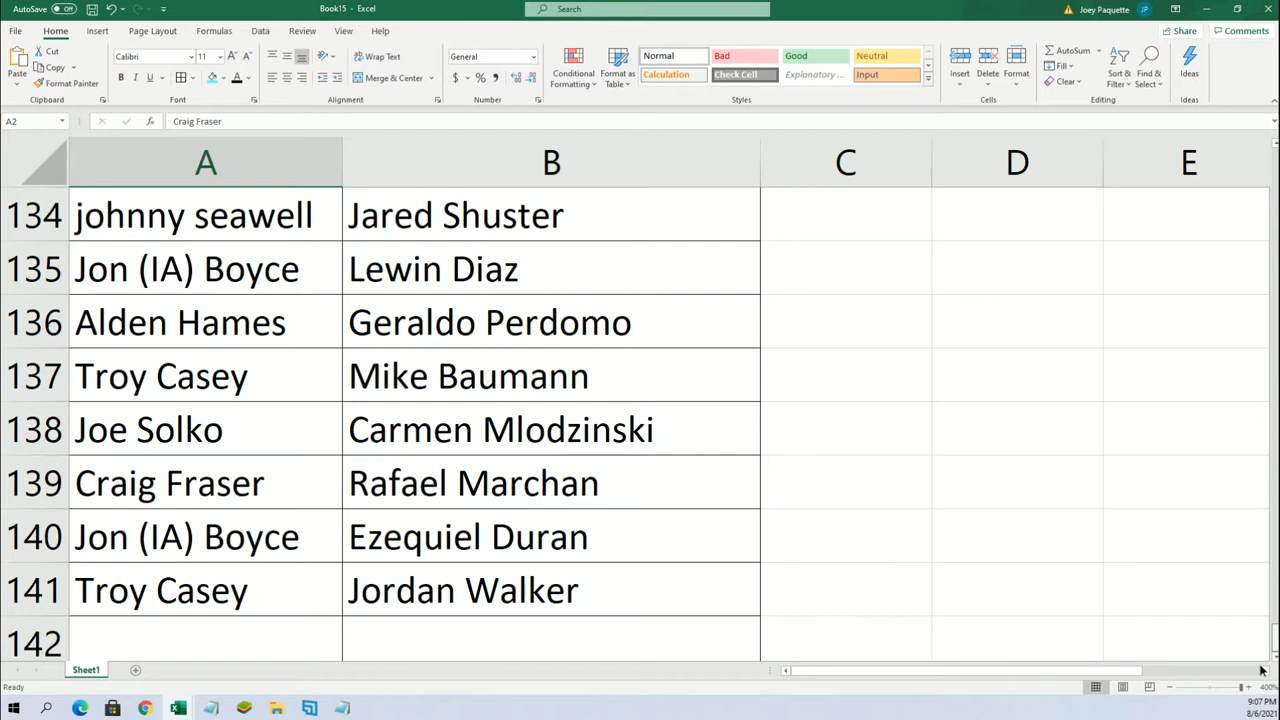 AutoSave Off Book15 - Excel Search Joey Paquette JP
File Home Insert Page Layout Formulas Data Review View Help Share Comments
Paste Cut Copy Format Painter Clipboard
Calibri 11 B I U A A Font
Wrap Text Merge & Center Alignment
General $ % , Number
Conditional Formatting Format as Table
Normal Bad Good Neutral
Calculation Check Cell Explanatory ... Input
Styles
Insert Delete Format Cells
AutoSum Fill Clear Sort & Filter Find & Select Editing
Ideas Ideas
A2 fx Craig Fraser
A B C D E
134 johnny seawell Jared Shuster
135 Jon (IA) Boyce Lewin Diaz
136 Alden Hames Geraldo Perdomo
137 Troy Casey Mike Baumann
138 Joe Solko Carmen Mlodzinski
139 Craig Fraser Rafael Marchan
140 Jon (IA) Boyce Ezequiel Duran
141 Troy Casey Jordan Walker
142
Sheet1
Ready 400%
9:07 PM
8/6/2021